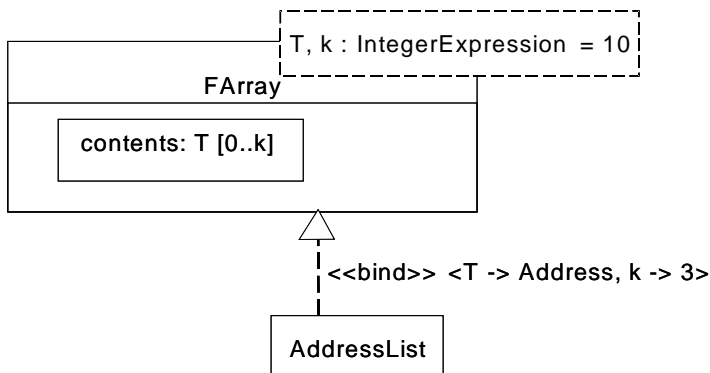 T, k : IntegerExpression = 10
FArray
contents: T [0..k]
<<bind>> <T -> Address, k -> 3>
AddressList